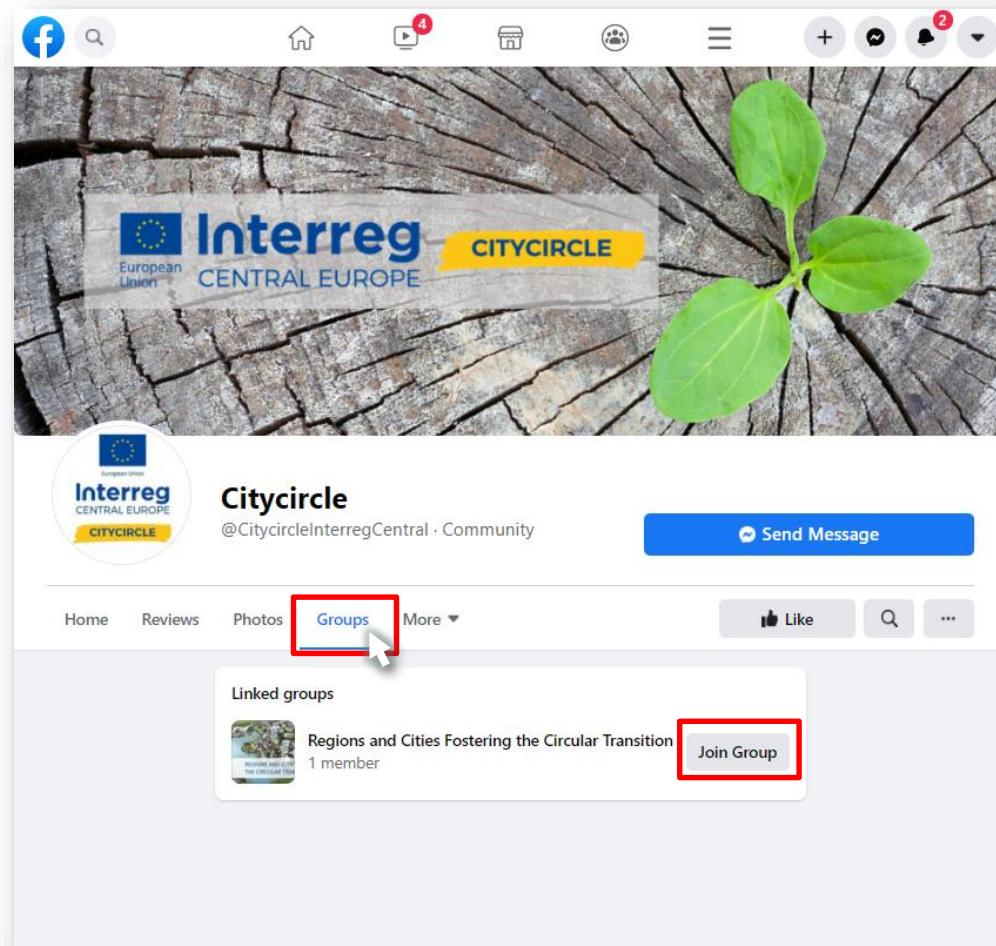 4
2
European
Union
Interreg
CENTRAL EUROPE
CITYCIRCLE
European Union
Interreg
CENTRAL EUROPE
CITYCIRCLE
Citycircle
@CitycircleInterregCentral · Community
Send Message
Home Reviews Photos Groups More
Like
Linked groups
Regions and Cities Fostering the Circular Transition
1 member
Join Group